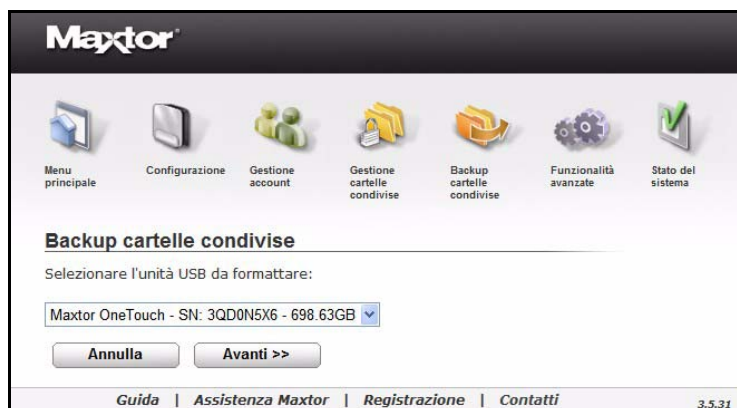 Maxtor
Menu principale
Configurazione
Gestione account
Gestione cartelle condivise
Backup cartelle condivise
Funzionalità avanzate
Stato del sistema
Backup cartelle condivise
Selezionare l'unità USB da formattare:
Maxtor OneTouch - SN: 3QD0N5X6 - 698.63GB
Annulla
Avanti >>
Guida | Assistenza Maxtor | Registrazione | Contatti
3.5.31